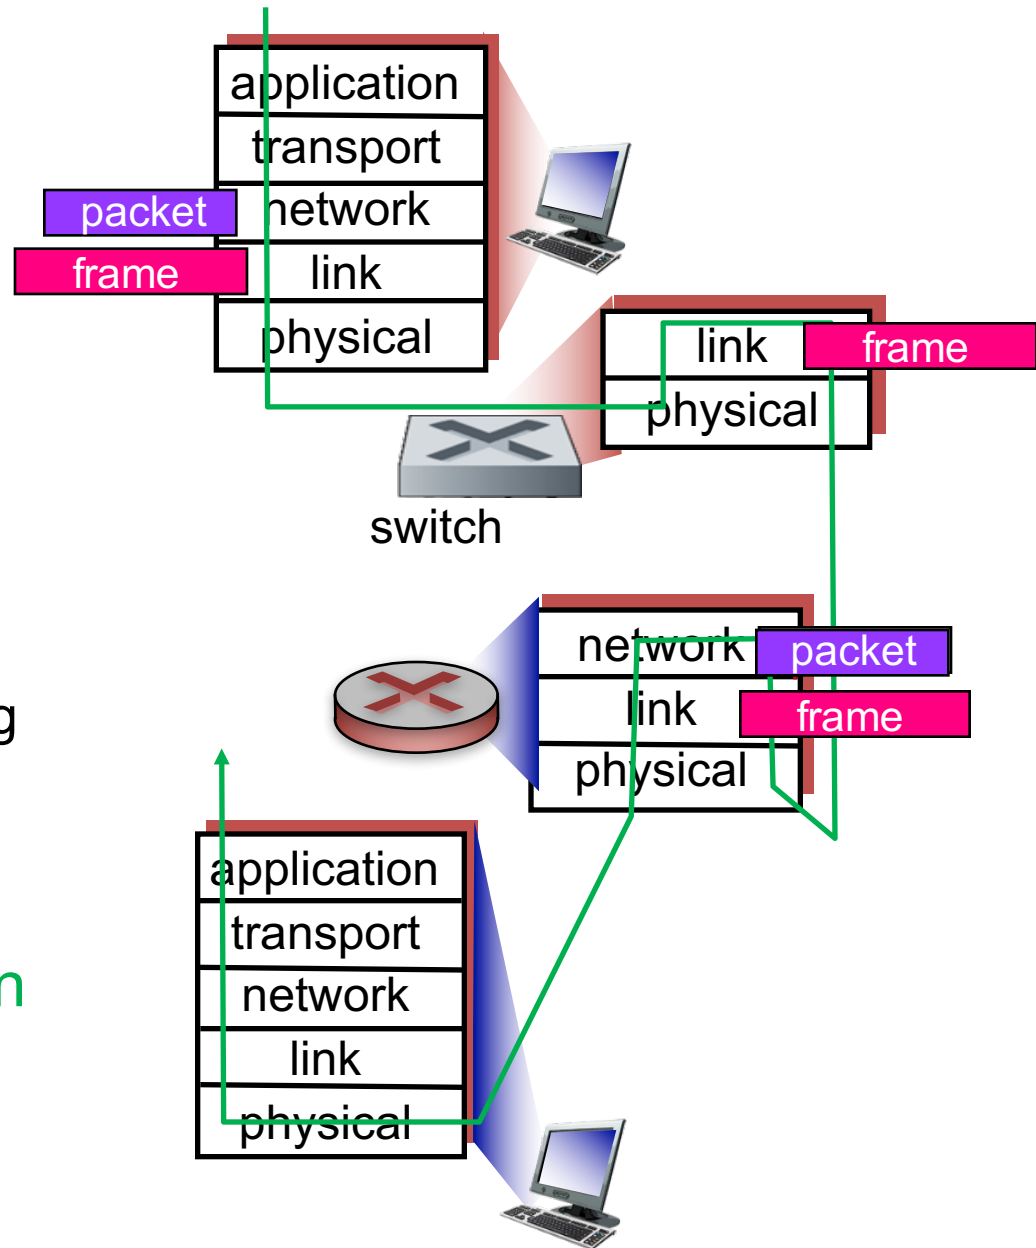 application
transport
packet
network
frame
link
physical
link
frame
physical
switch
network
packet
link
frame
physical
g
application
transport
n
network
link
physical